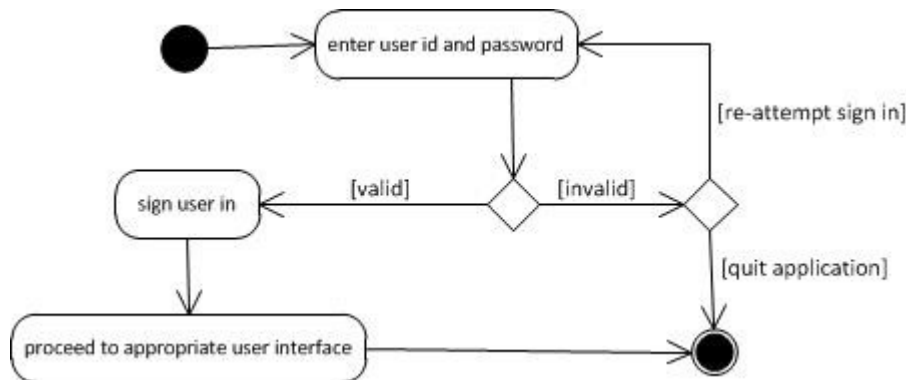 enter user id and password
[re-attempt sign in]
[valid]
[invalid]
sign user in
[quit application]
proceed to appropriate user interface